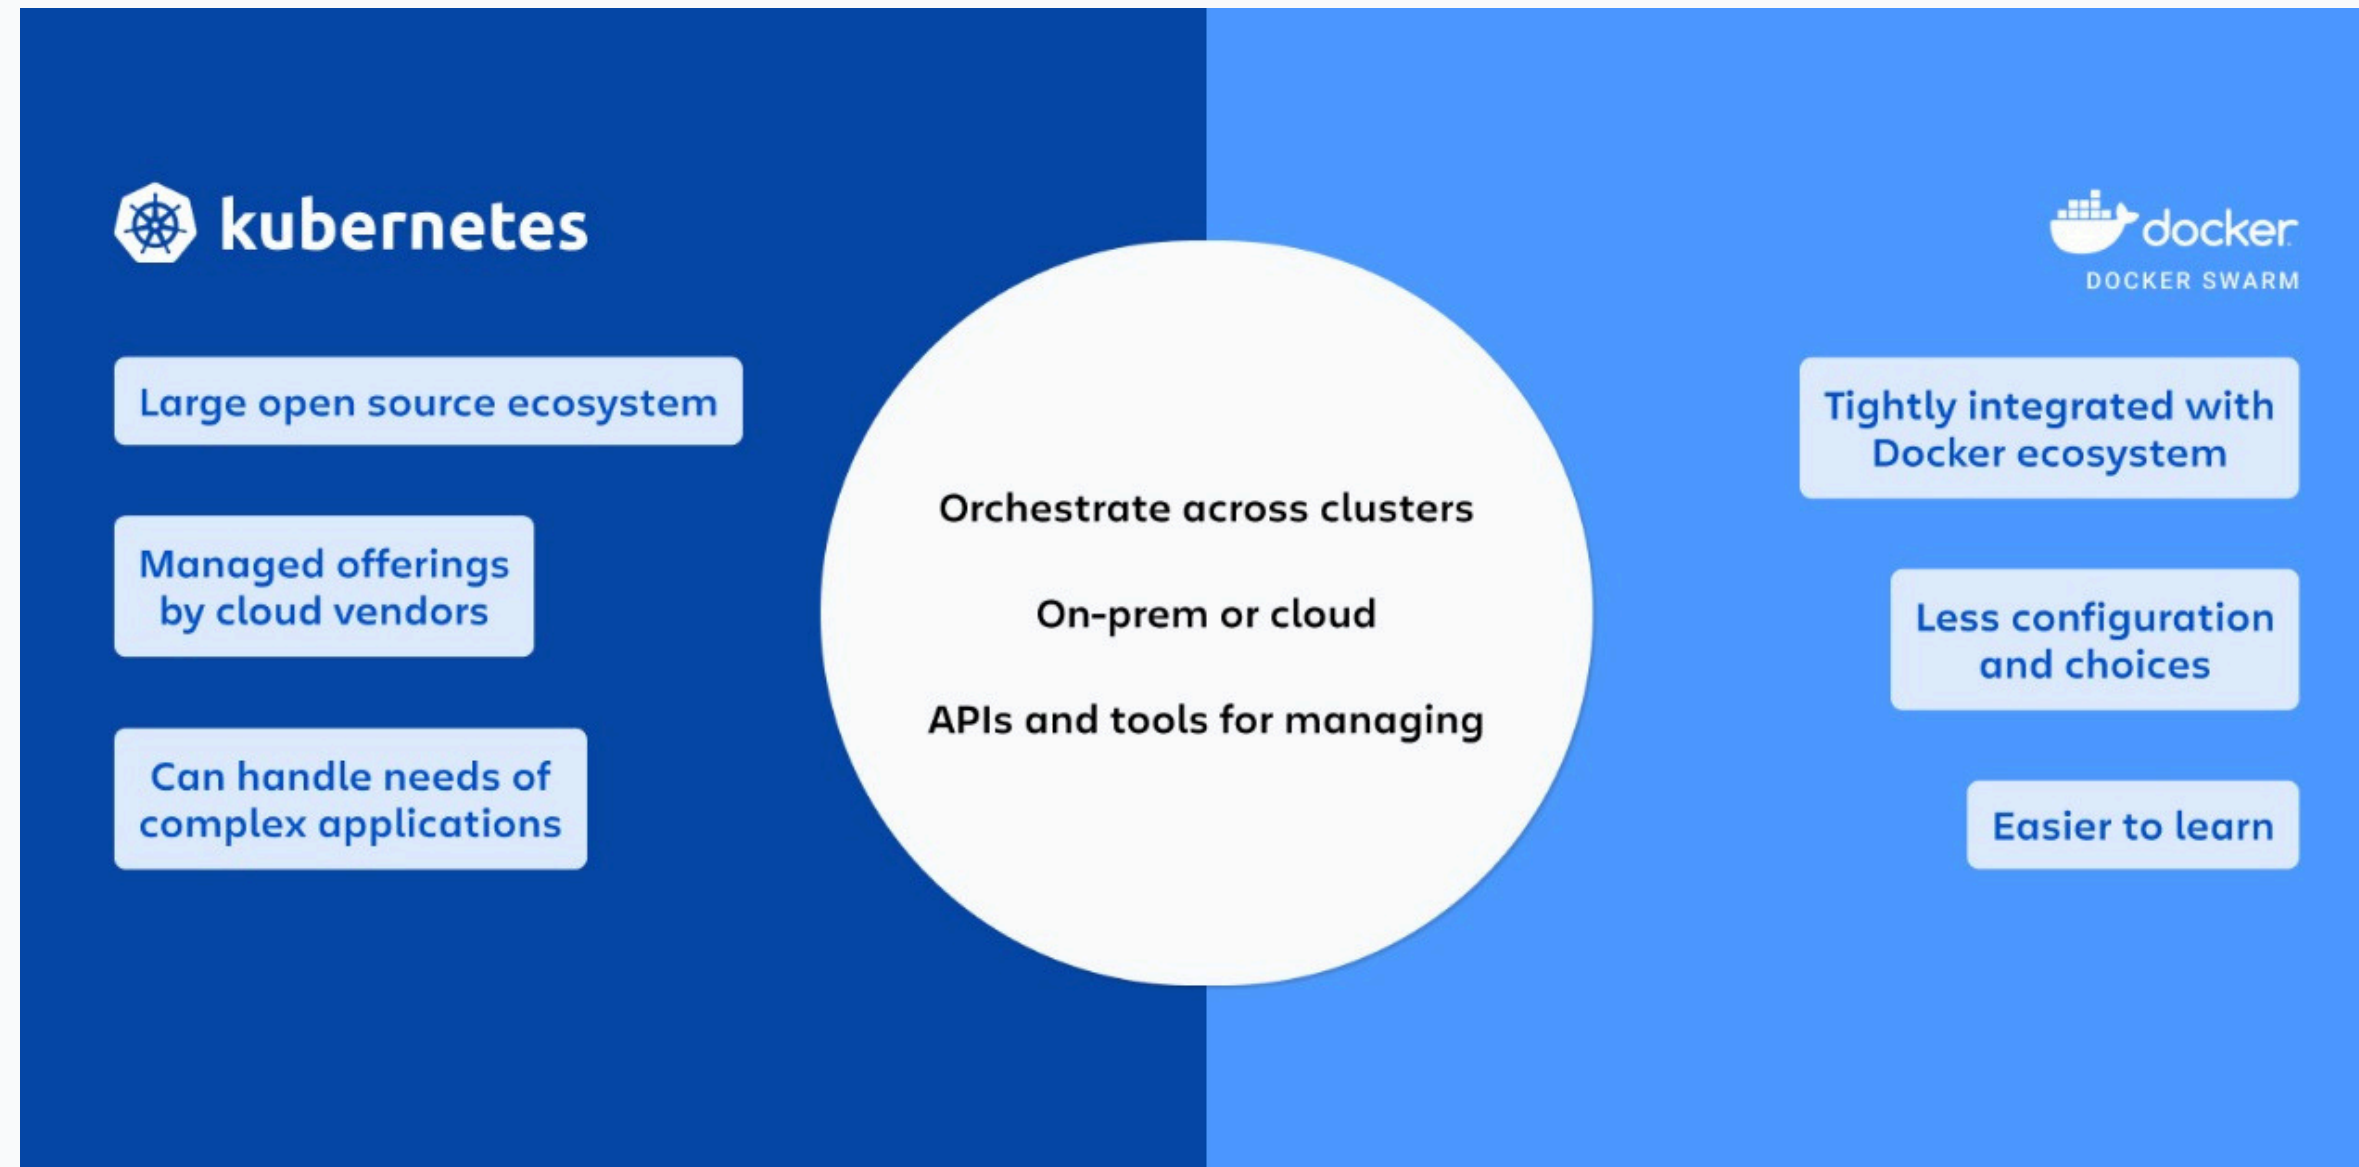 kubernetes
Large open source ecosystem
Managed offerings
by cloud vendors
Can handle needs of
complex applications
Orchestrate across clusters
On-prem or cloud
APIs and tools for managing
docker
DOCKER SWARM
Tightly integrated with
Docker ecosystem
Less configuration
and choices
Easier to learn